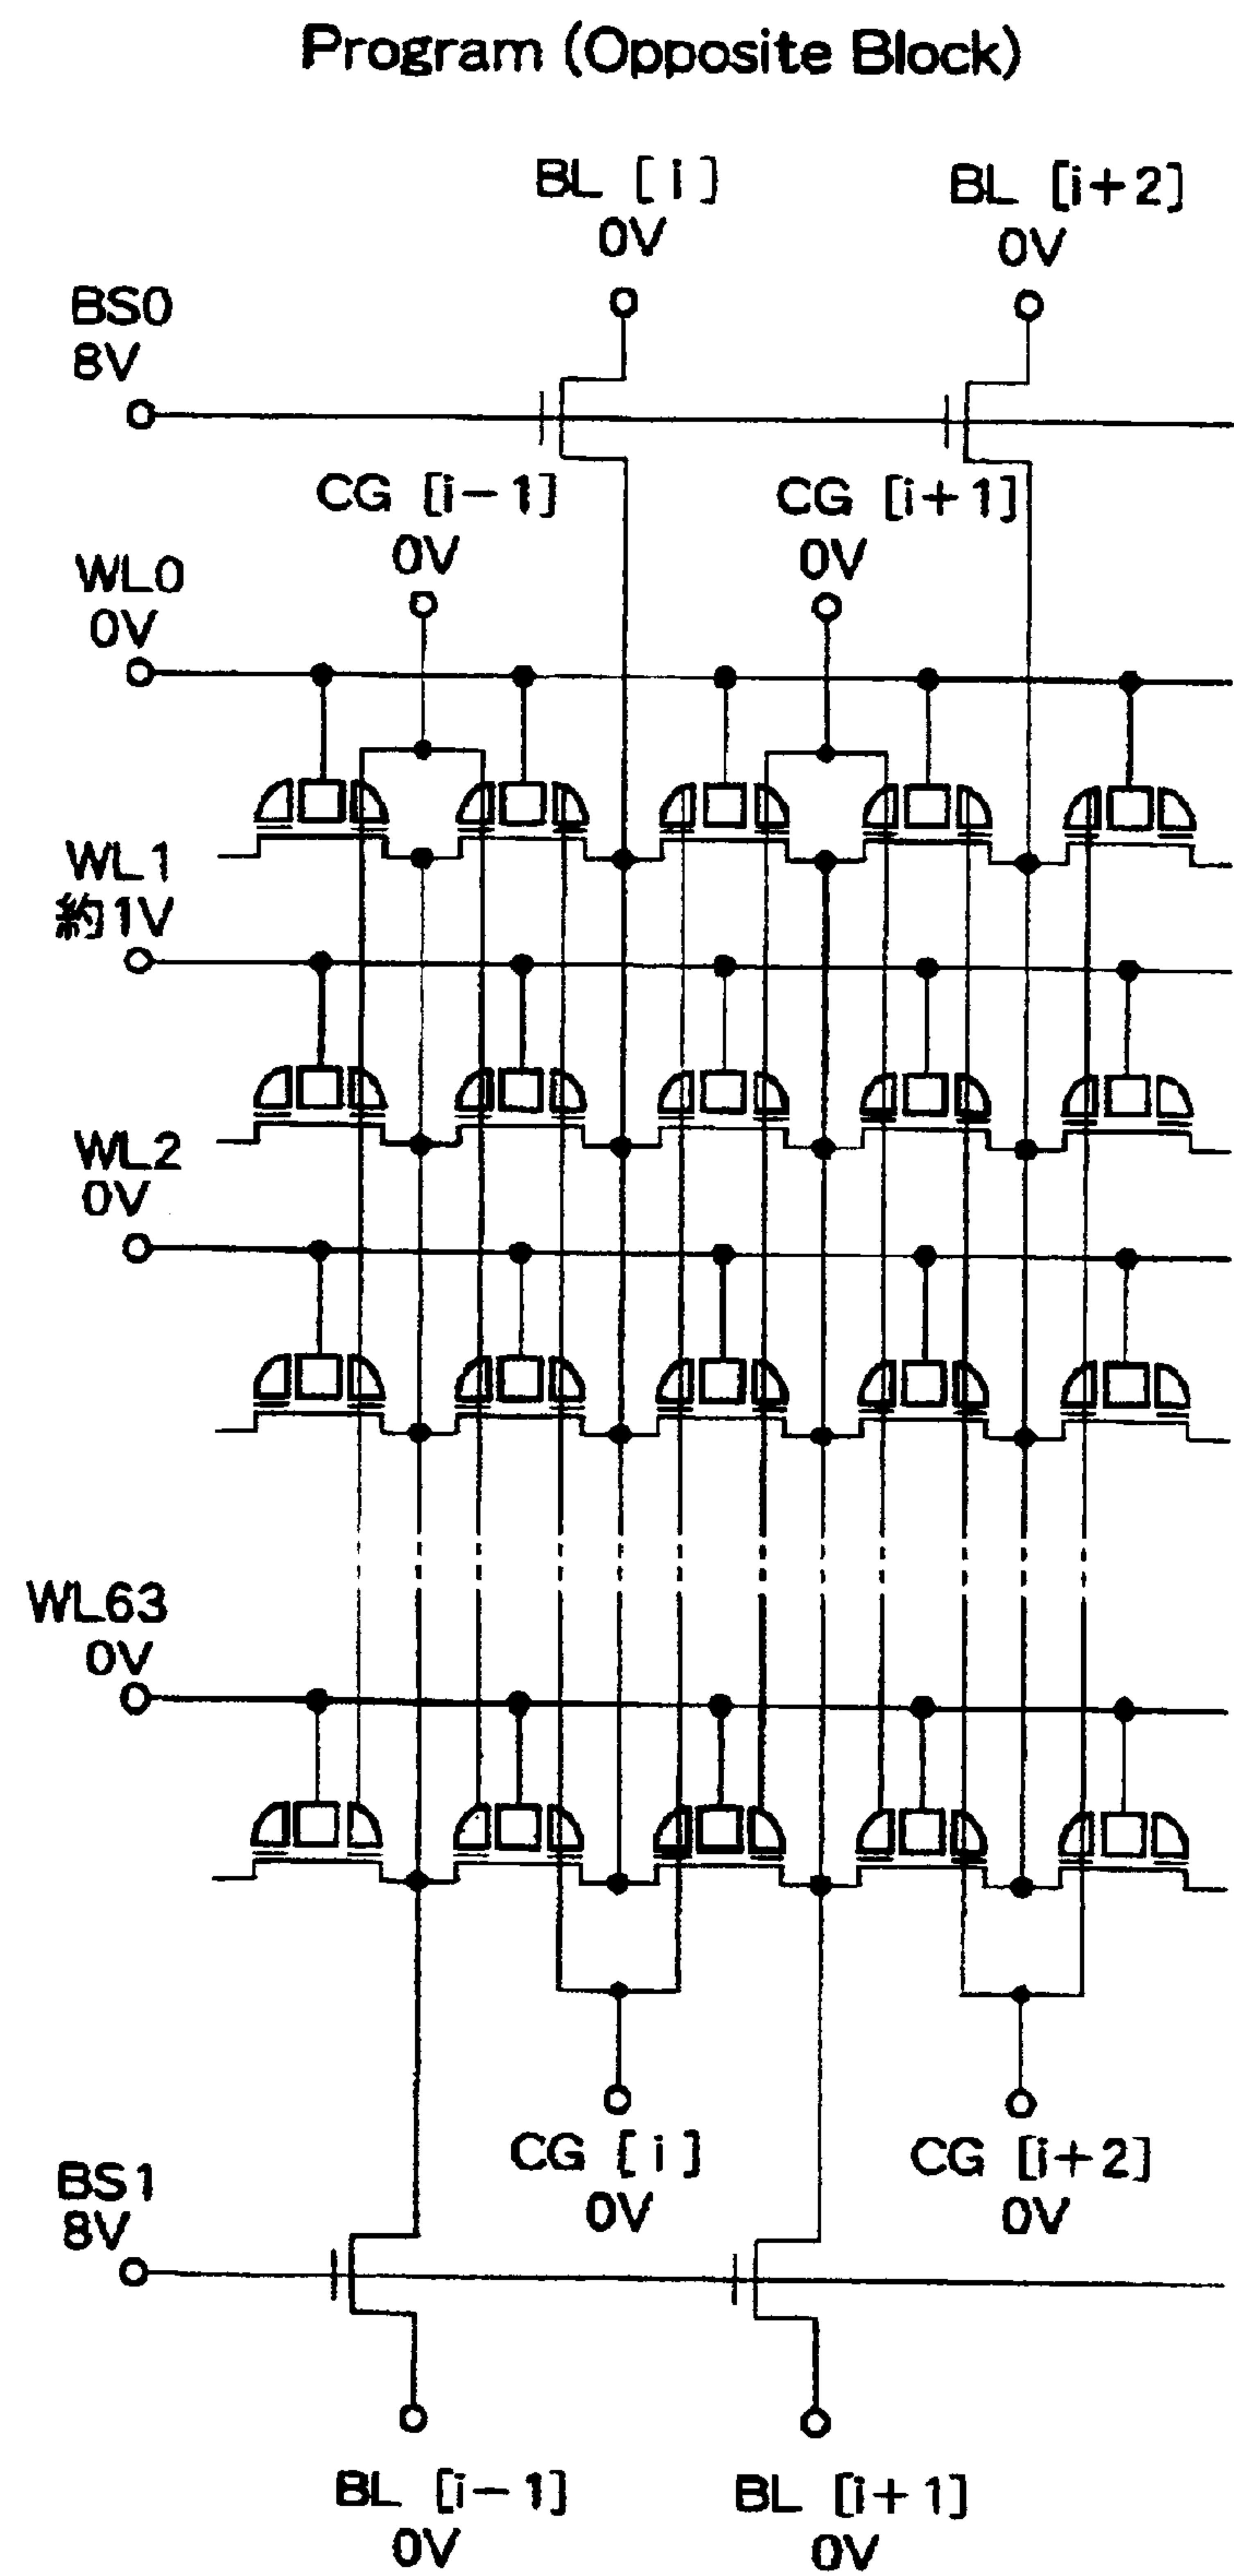 Program (Opposite Block)
BL [i]
0V
BL [i+2]
0V
BS0
8V
CG [i-1]
0V
CG [i+1]
0V
WL0
0V
WL1
約1V
WL2
0V
WL63
0V
CG [i]
0V
CG [i+2]
0V
BS1
8V
BL [i-1]
0V
BL [i+1]
0V